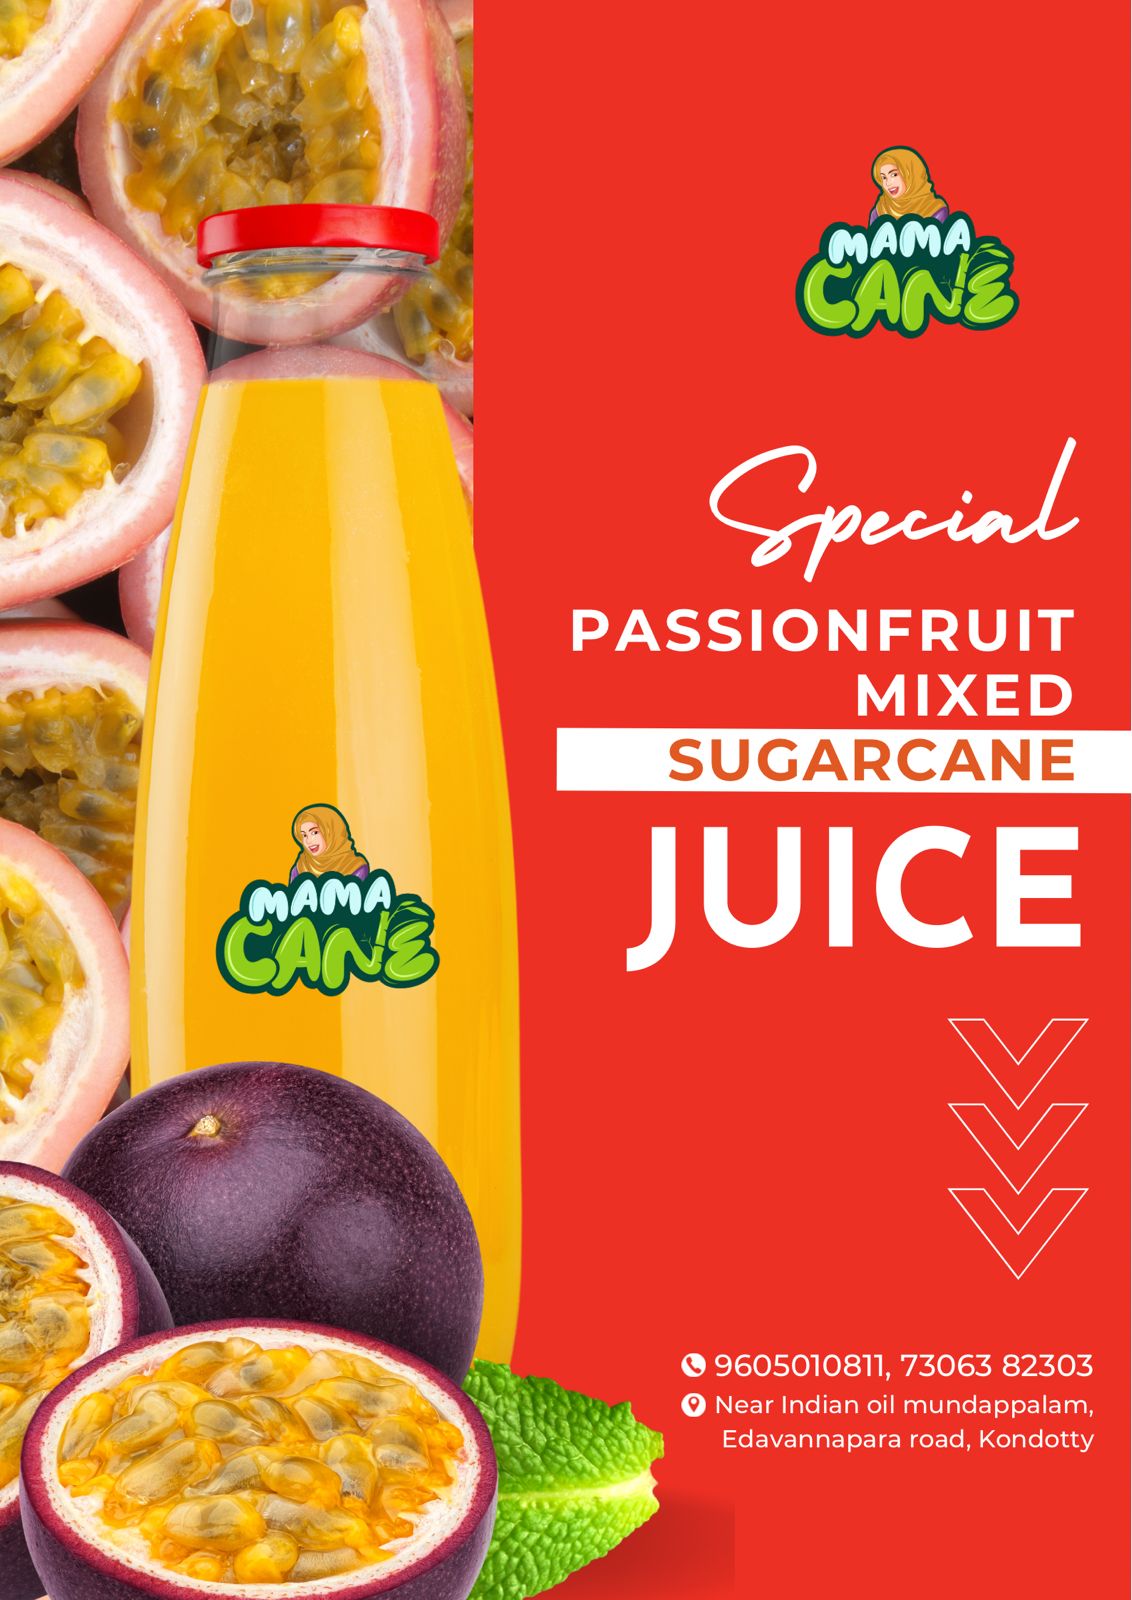 MAMA
CANE
Special
PASSIONFRUIT
MIXED
SUGARCANE
JUICE
MAMA
CANE
9605010811, 73063 82303
Near Indian oil mundappalam,
Edavannapara road, Kondotty